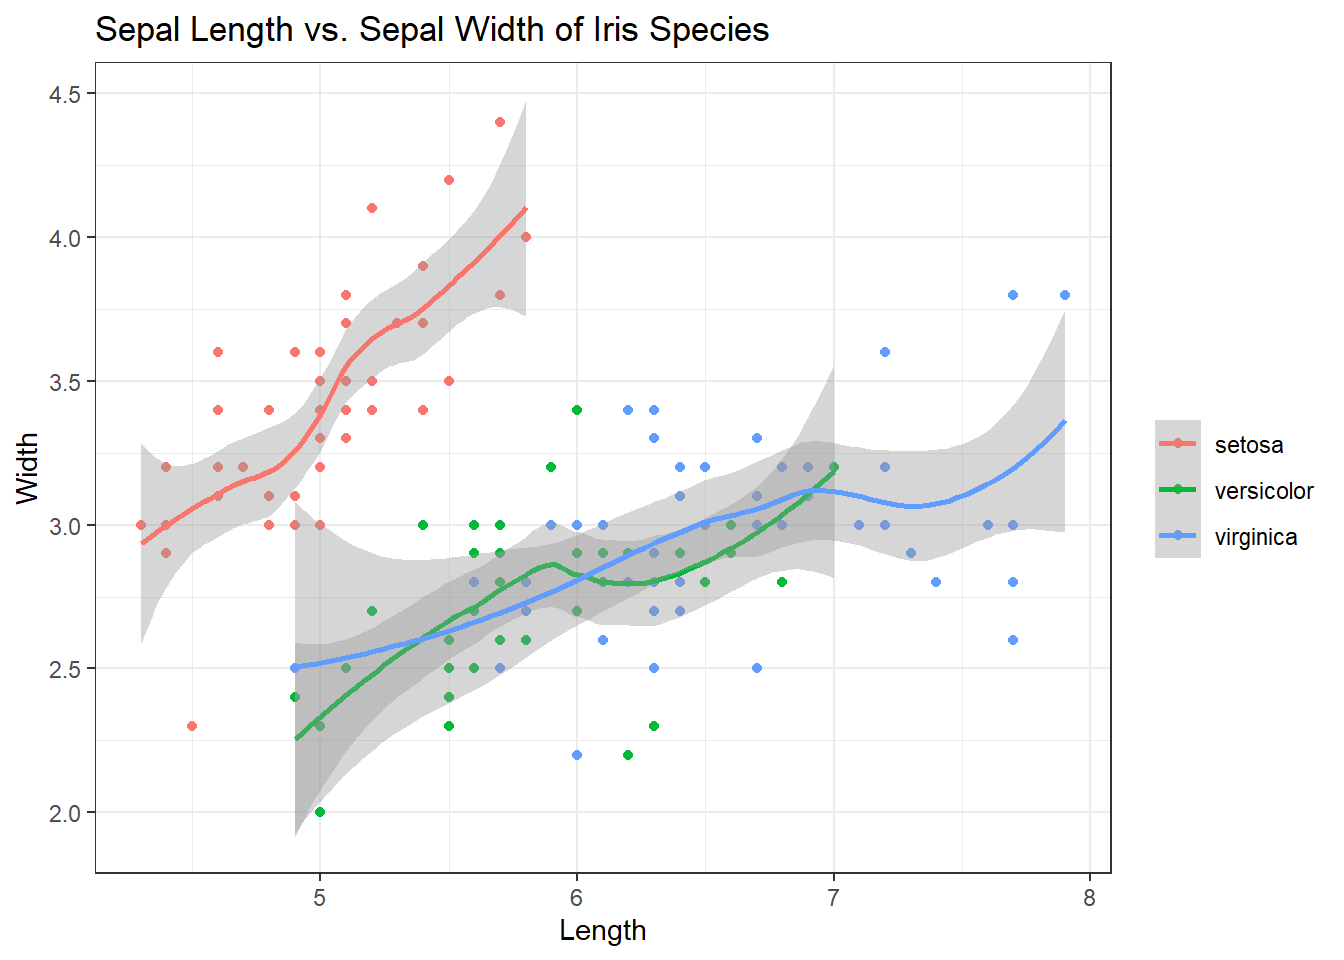 Sepal Length vs. Sepal Width of Iris Species
4.5
4.0
3.5
3.0
2.5
2.0
Width
5 6 7 8
Length
setosa
versicolor
virginica